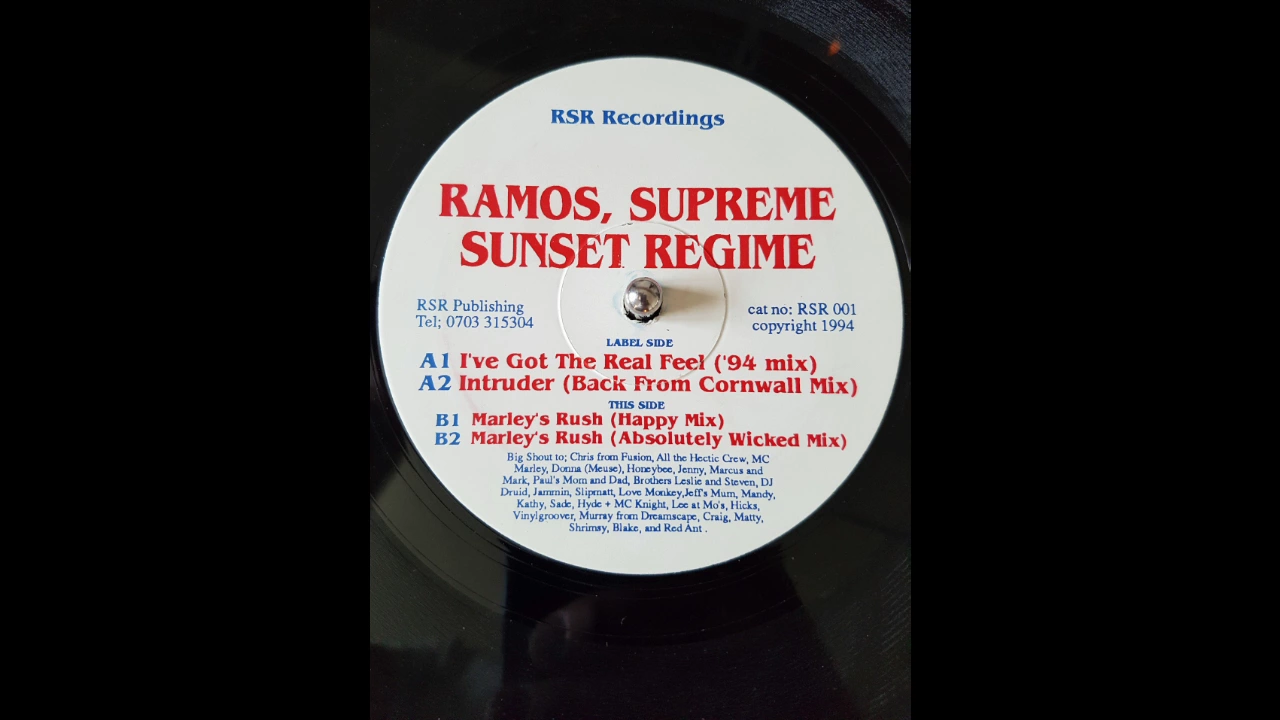 RSR Recordings
RAMOS, SUPREME
SUNSET REGIME
RSR Publishing
Tel; 0703 315304
cat no: RSR 001
copyright 1994
LABEL SIDE
A1 I've Got The Real Feel ('94 mix)
A2 Intruder (Back From Cornwall Mix)
THIS SIDE
B1 Marley's Rush (Happy Mix)
B2 Marley's Rush (Absolutely Wicked Mix)
Big Shout to; Chris from Fusion, All the Hectic Crew, MC
Marley, Donna (Meuse), Honeybee, Jenny, Marcus and
Mark, Paul's Mom and Dad, Brothers Leslie and Steven, DJ
Druid, Jammin, Slipmatt, Love Monkey,Jeff's Mum, Mandy,
Kathy, Sade, Hyde + MC Knight, Lee at Mo's, Hicks,
Vinylgroover, Murray from Dreamscape, Craig, Matty,
Shrimsy, Blake, and Red Ant .